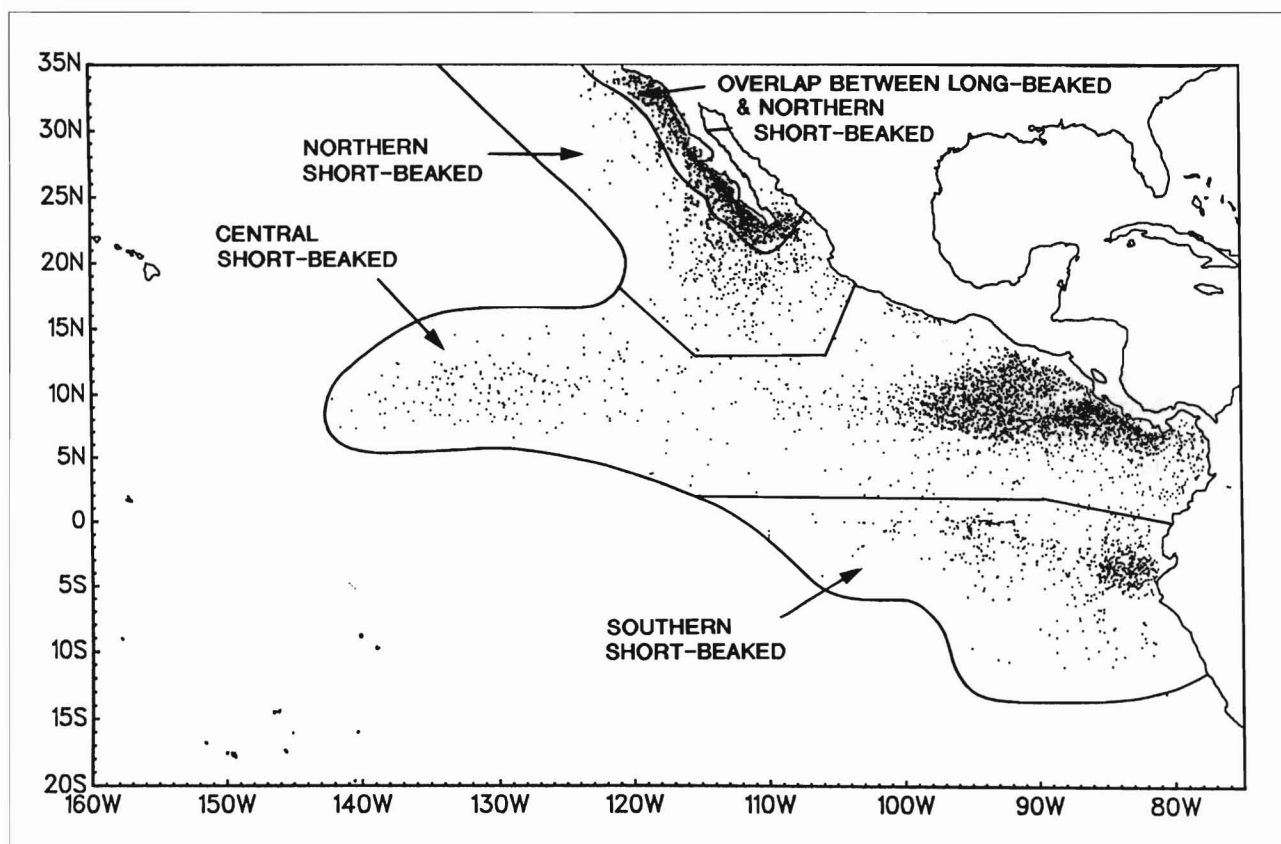 35N
30N
25N
20N
15N
10N
5N
0
5S
10S
15S
20S
160W 150W 140W 130W 120W 110W 100W 90W 80W
OVERLAP BETWEEN LONG-BEAKED
& NORTHERN
SHORT-BEAKED
NORTHERN
SHORT-BEAKED
CENTRAL
SHORT-BEAKED
SOUTHERN
SHORT-BEAKED